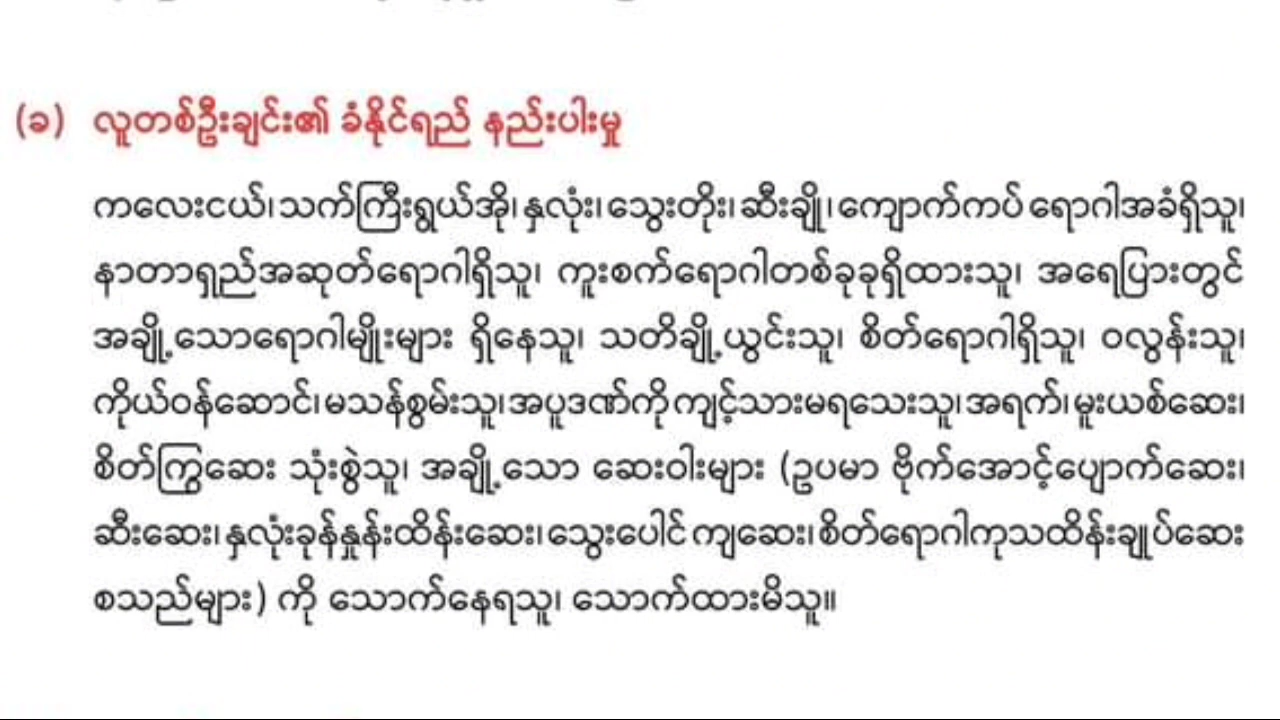 (ခ) လူတစ်ဦးချင်း၏ ခံနိုင်ရည် နည်းပါးမှု
ကလေးငယ်၊ သက်ကြီးရွယ်အို၊ နှလုံး၊ သွေးတိုး၊ ဆီးချို၊ ကျောက်ကပ် ရောဂါအခံရှိသူ၊
နာတာရှည်အဆုတ်ရောဂါရှိသူ၊ ကူးစက်ရောဂါတစ်ခုခုရှိထားသူ၊ အရေပြားတွင်
အချို့သောရောဂါမျိုးများ ရှိနေသူ၊ သတိချို့ယွင်းသူ၊ စိတ်ရောဂါရှိသူ၊ ဝလွန်းသူ၊
ကိုယ်ဝန်ဆောင်၊ မသန်စွမ်းသူ၊ အပူဒဏ်ကို ကျင့်သားမရသေးသူ၊ အရက်၊ မူးယစ်ဆေး၊
စိတ်ကြွဆေး သုံးစွဲသူ၊ အချို့သော ဆေးဝါးများ (ဥပမာ ဗိုက်အောင့်ပျောက်ဆေး၊
ဆီးဆေး၊ နှလုံးခုန်နှုန်းထိန်းဆေး၊ သွေးပေါင် ကျဆေး၊ စိတ်ရောဂါကုသထိန်းချုပ်ဆေး
စသည်များ) ကို သောက်နေရသူ၊ သောက်ထားမိသူ။